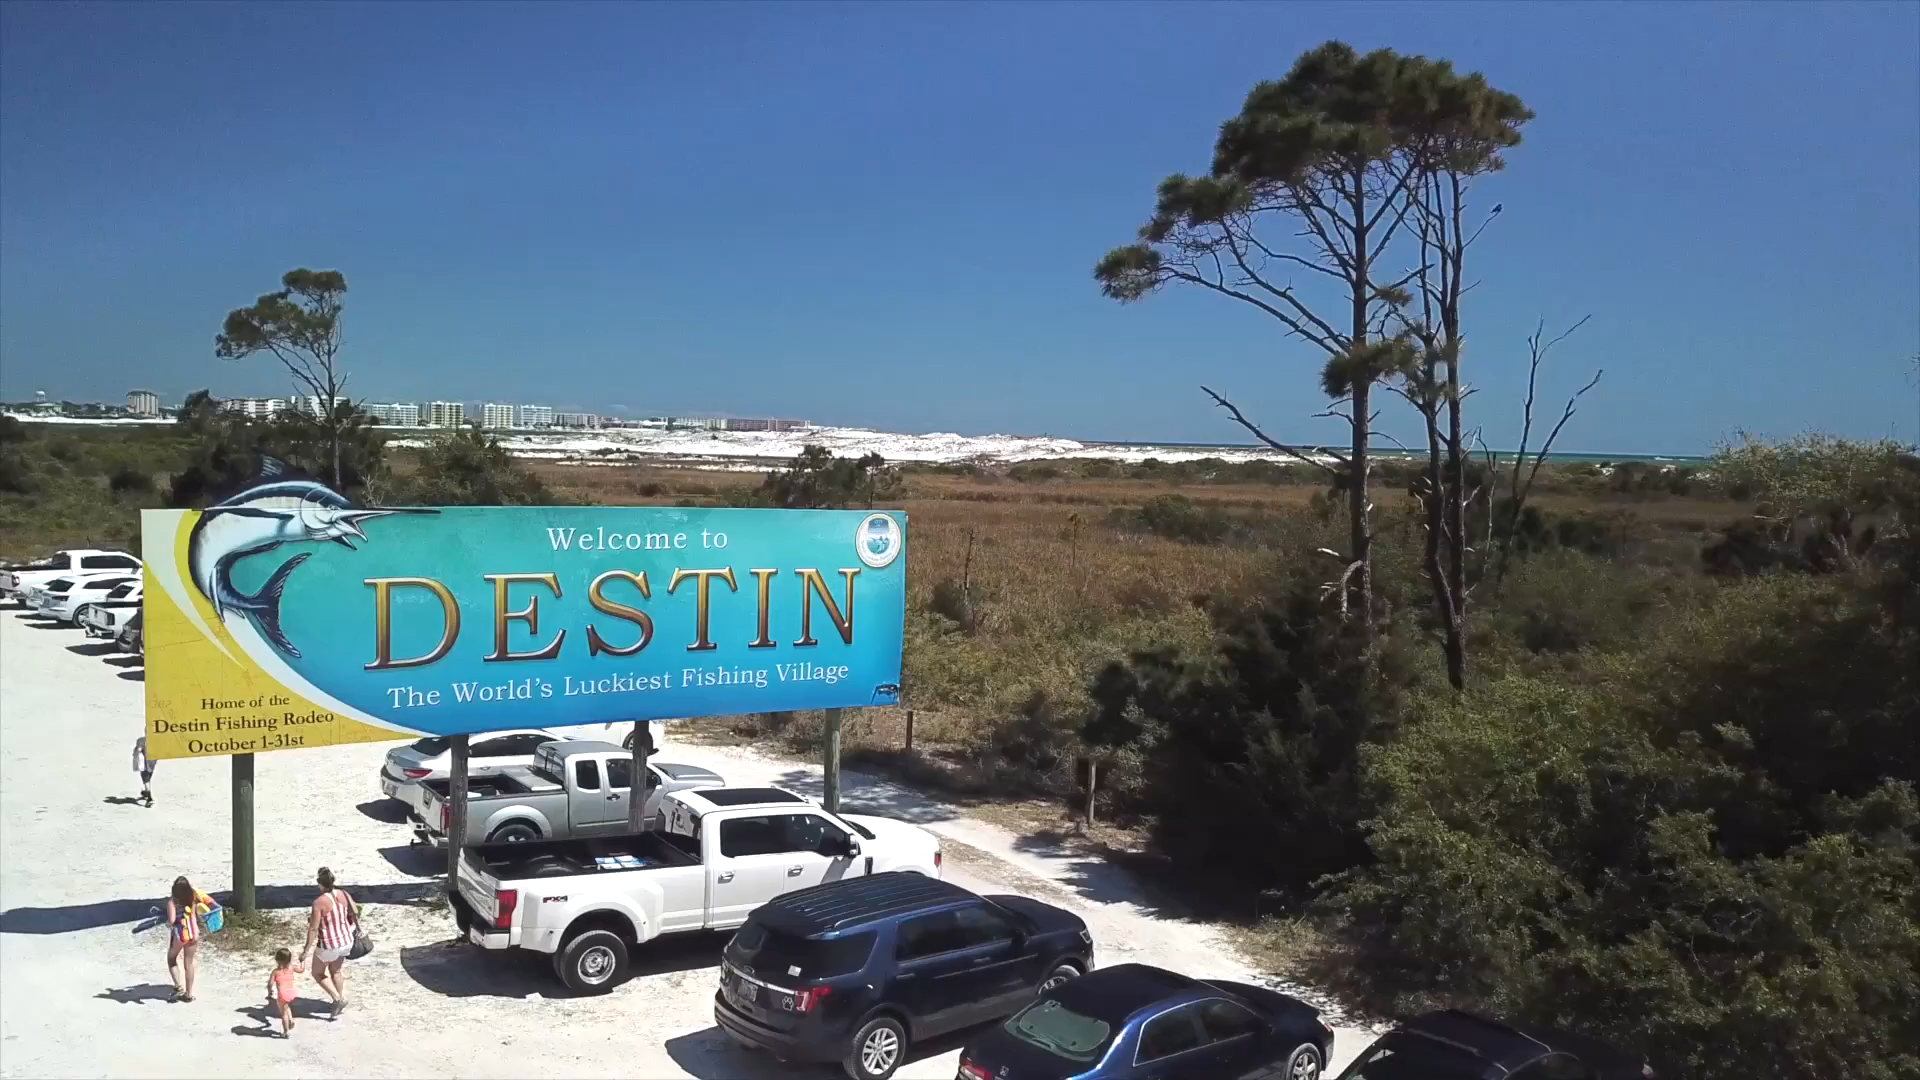 Welcome to
DESTIN
The World's Luckiest Fishing Village
Home of the
Destin Fishing Rodeo
October 1-31st